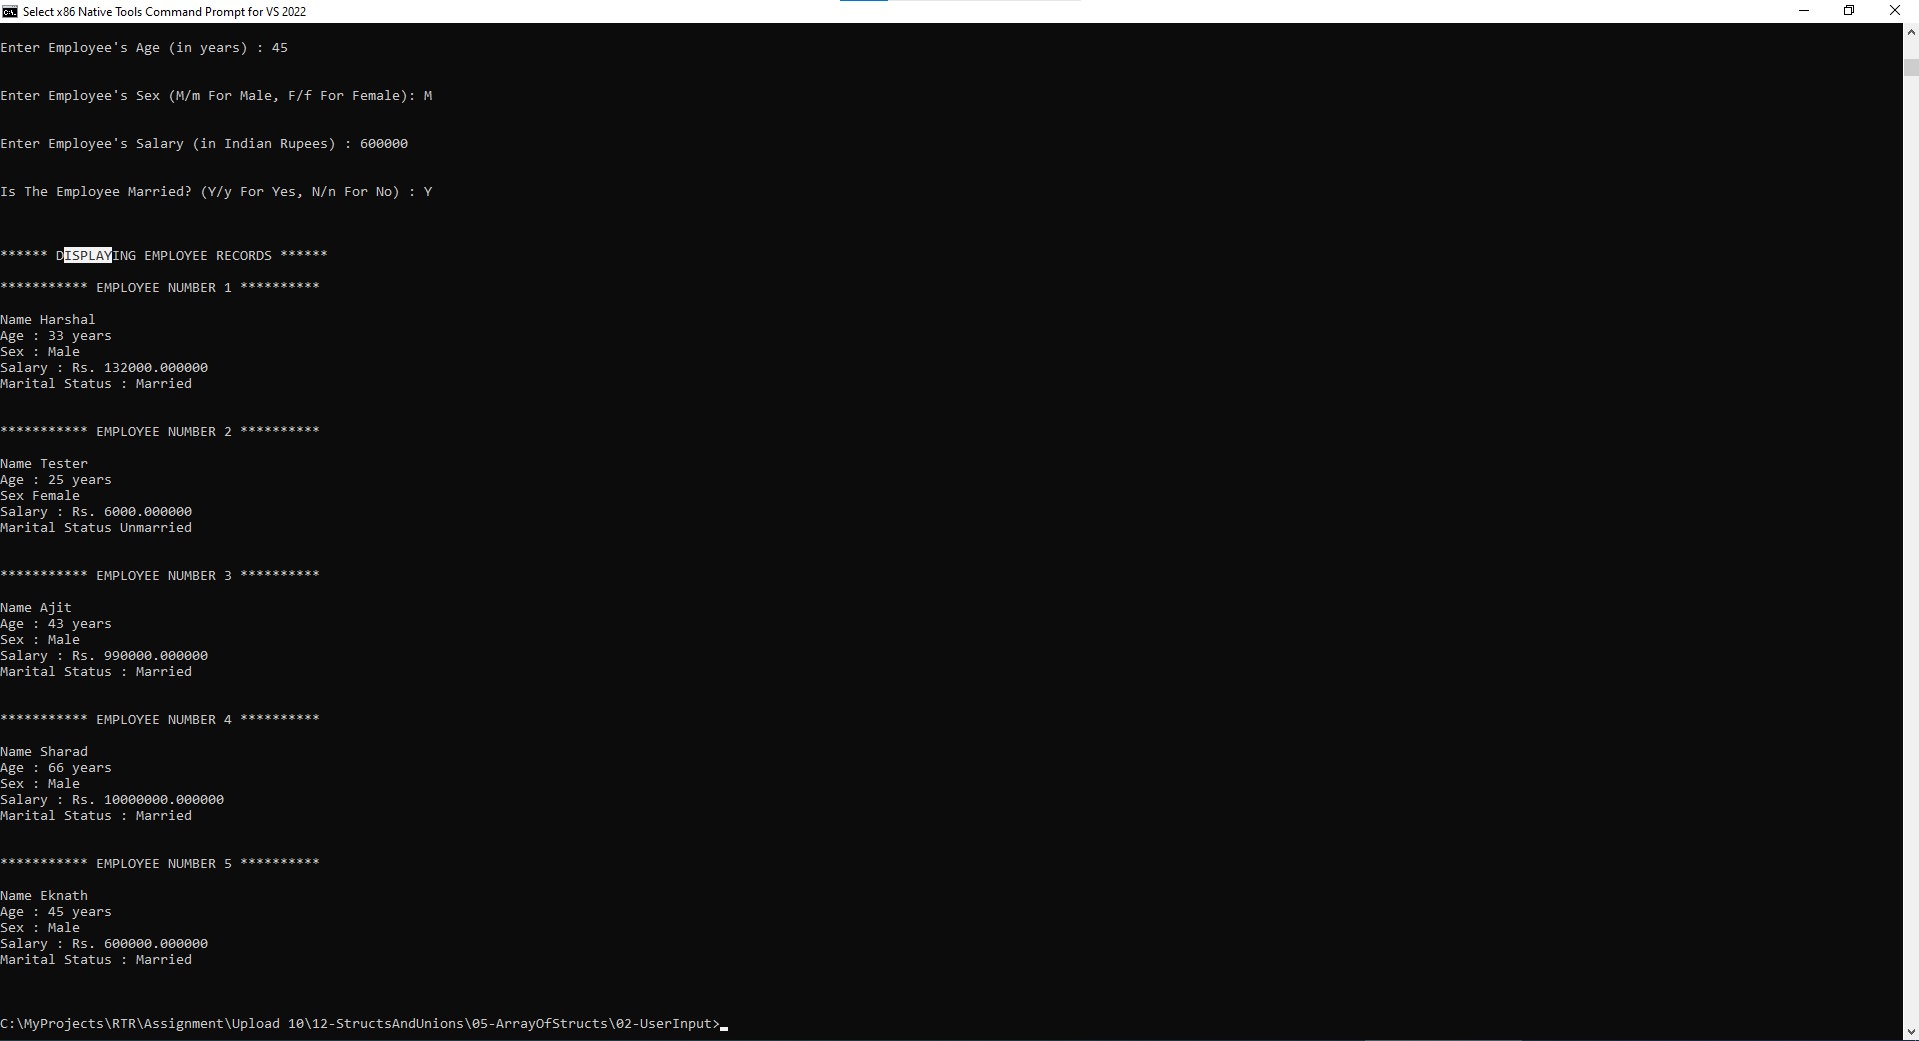 Select x86 Native Tools Command Prompt for VS 2022
Enter Employee's Age (in years) : 45
Enter Employee's Sex (M/m For Male, F/f For Female): M
Enter Employee's Salary (in Indian Rupees) : 600000
Is The Employee Married? (Y/y For Yes, N/n For No) : Y
****** DISPLAYING EMPLOYEE RECORDS ******
*********** EMPLOYEE NUMBER 1 **********
Name Harshal
Age : 33 years
Sex : Male
Salary : Rs. 132000.000000
Marital Status : Married
*********** EMPLOYEE NUMBER 2 **********
Name Tester
Age : 25 years
Sex Female
Salary : Rs. 6000.000000
Marital Status Unmarried
*********** EMPLOYEE NUMBER 3 **********
Name Ajit
Age : 43 years
Sex : Male
Salary : Rs. 990000.000000
Marital Status : Married
*********** EMPLOYEE NUMBER 4 **********
Name Sharad
Age : 66 years
Sex : Male
Salary : Rs. 10000000.000000
Marital Status : Married
*********** EMPLOYEE NUMBER 5 **********
Name Eknath
Age : 45 years
Sex : Male
Salary : Rs. 600000.000000
Marital Status : Married
C:\MyProjects\RTR\Assignment\Upload 10\12-StructsAndUnions\05-ArrayOfStructs\02-UserInput>